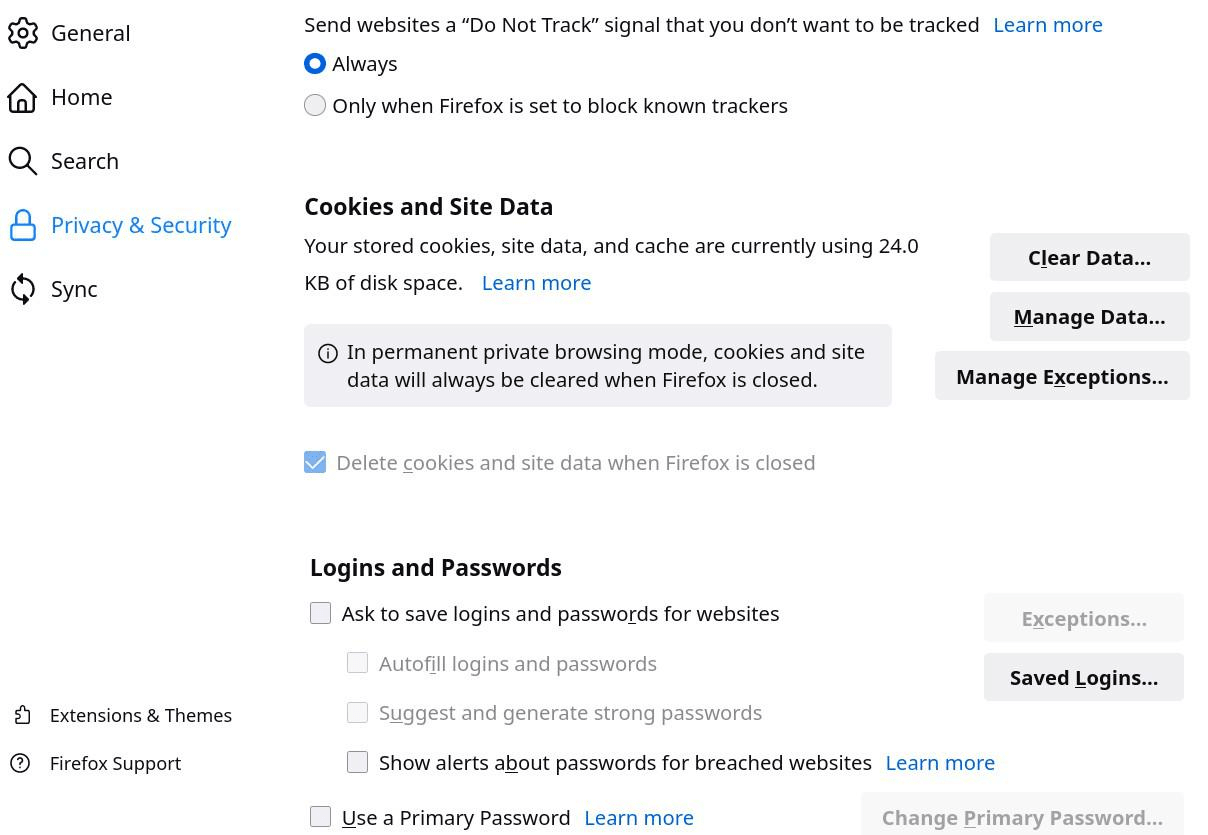 General
Home
Search
Privacy & Security
Sync
Extensions & Themes
Firefox Support
Send websites a “Do Not Track” signal that you don’t want to be tracked Learn more
Always
Only when Firefox is set to block known trackers
Cookies and Site Data
Your stored cookies, site data, and cache are currently using 24.0
KB of disk space. Learn more
Clear Data...
Manage Data...
Manage Exceptions...
In permanent private browsing mode, cookies and site
data will always be cleared when Firefox is closed.
Delete cookies and site data when Firefox is closed
Logins and Passwords
Ask to save logins and passwords for websites
Exceptions...
Autofill logins and passwords
Saved Logins...
Suggest and generate strong passwords
Show alerts about passwords for breached websites Learn more
Use a Primary Password Learn more
Change Primary Password...